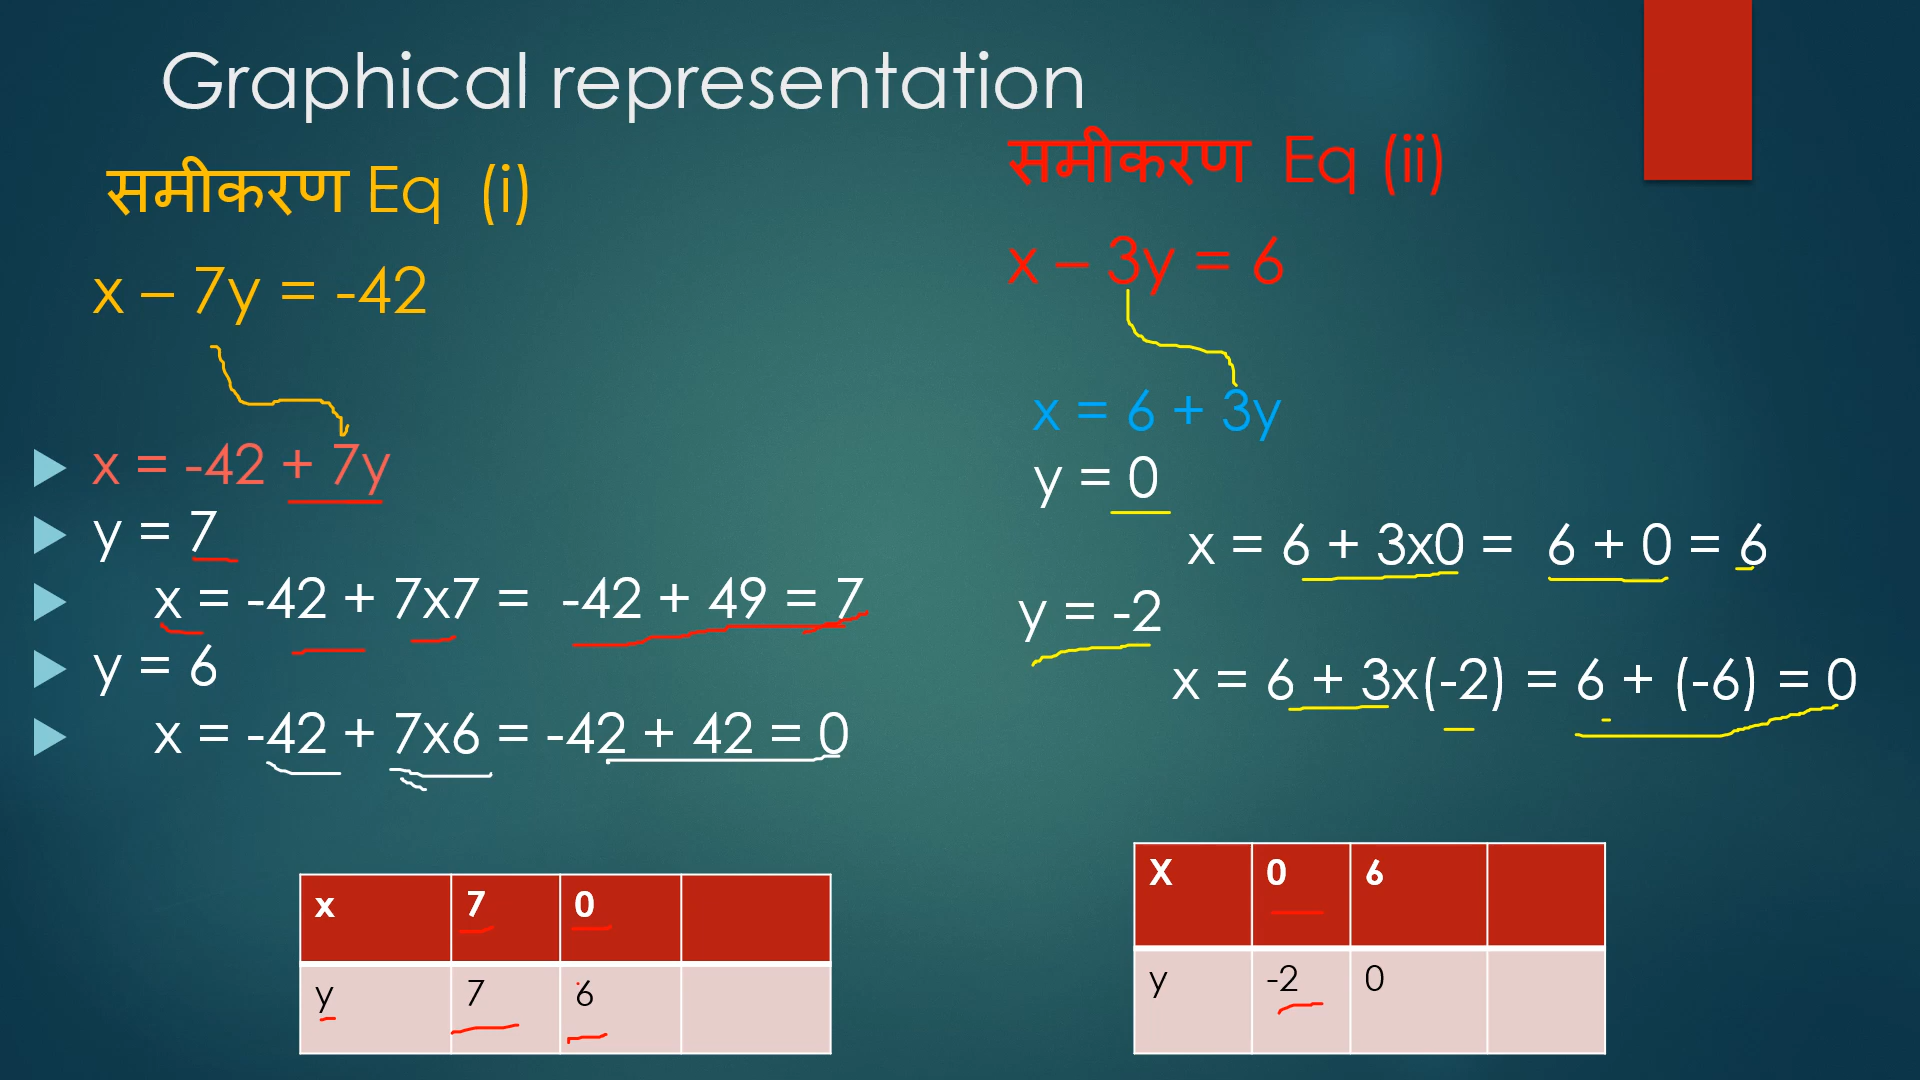 Graphical representation
समीकरण Eq (i)
x – 7y = -42
x = -42 + 7y
y = 7
x = -42 + 7x7 = -42 + 49 = 7
y = 6
x = -42 + 7x6 = -42 + 42 = 0
x 7 0
y 7 6
समीकरण Eq (ii)
x – 3y = 6
x = 6 + 3y
y = 0
x = 6 + 3x0 = 6 + 0 = 6
y = -2
x = 6 + 3x(-2) = 6 + (-6) = 0
X 0 6
y -2 0